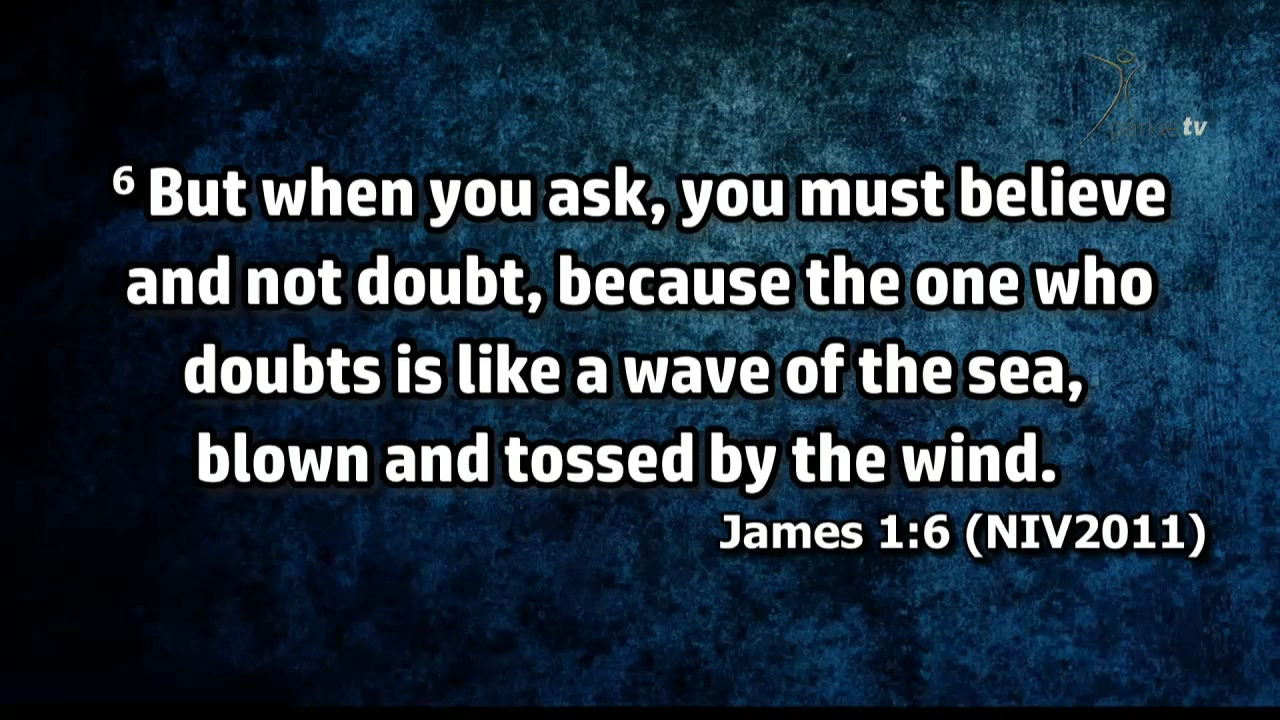 tv
⁶ But when you ask, you must believe
and not doubt, because the one who
doubts is like a wave of the sea,
blown and tossed by the wind.
James 1:6 (NIV2011)